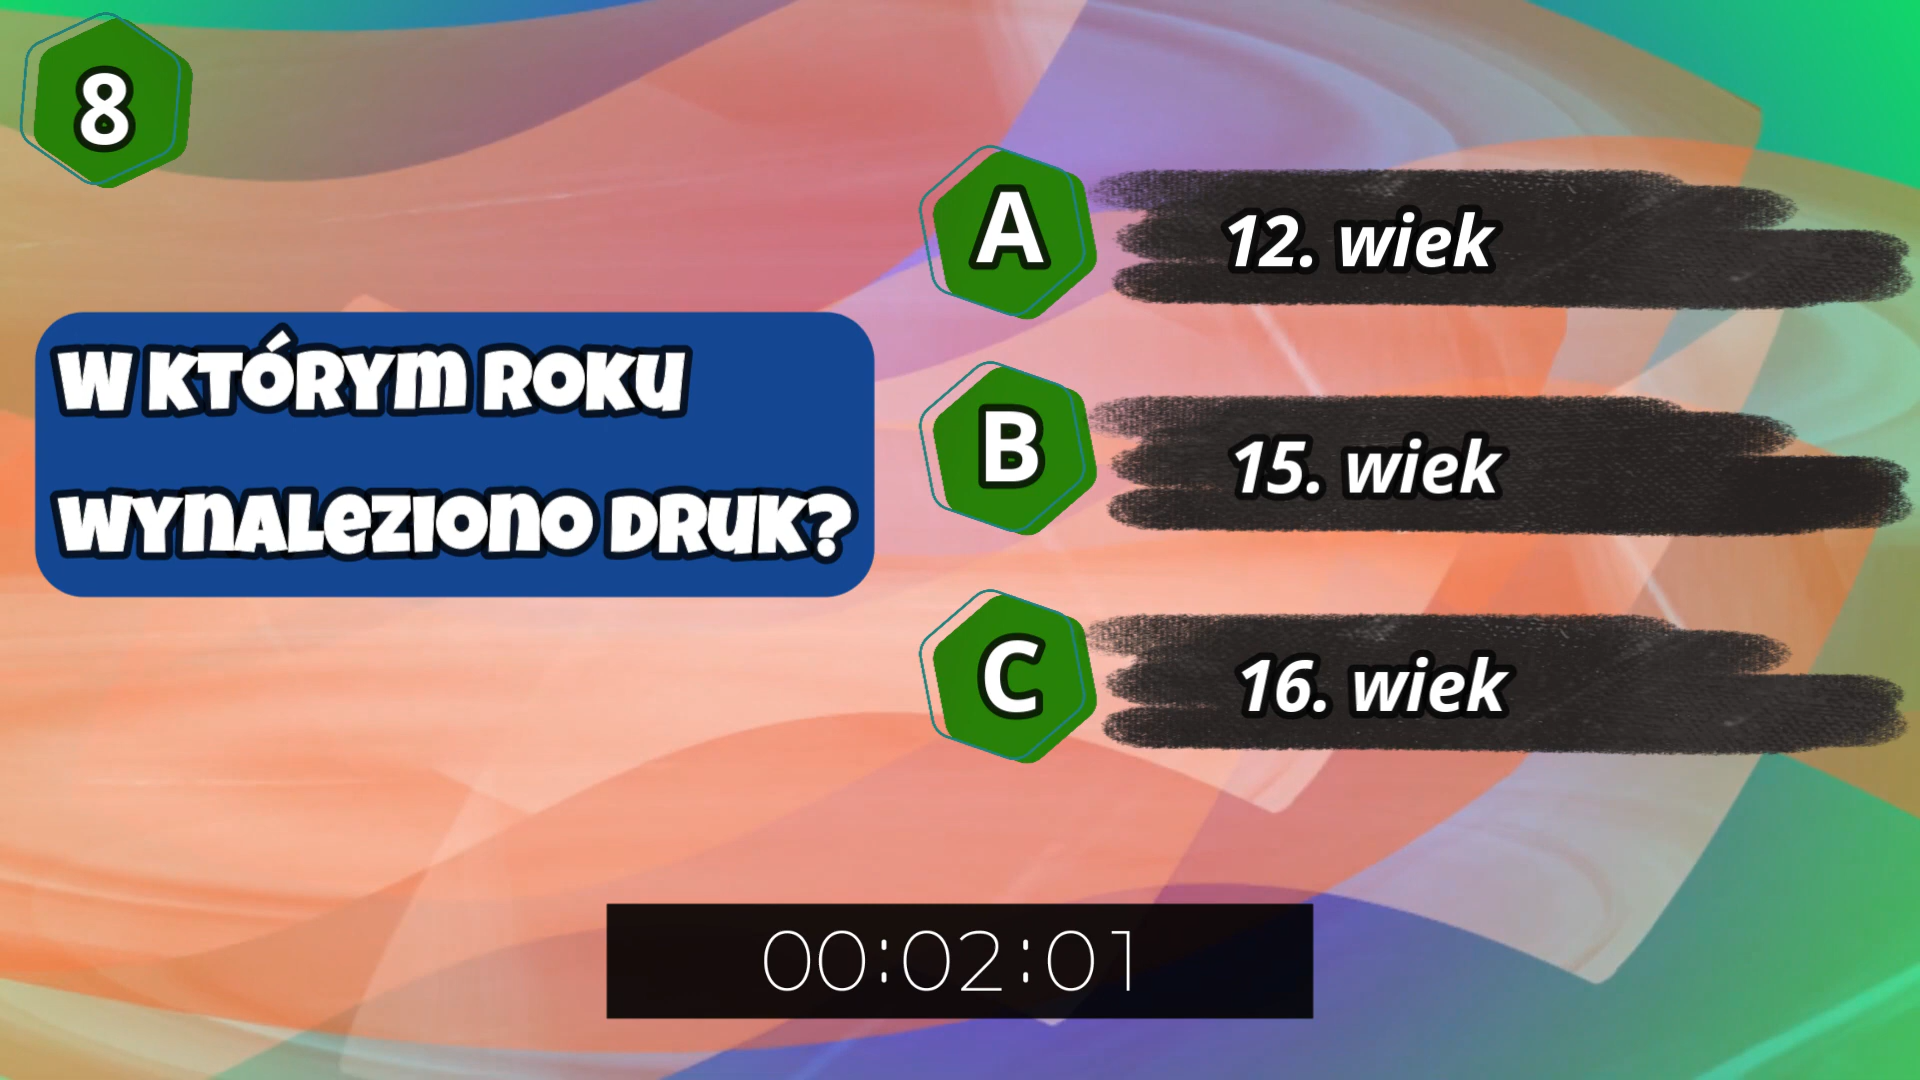 8
W którym roku
wynaleziono druk?
A
12. wiek
B
15. wiek
C
16. wiek
00:02:01